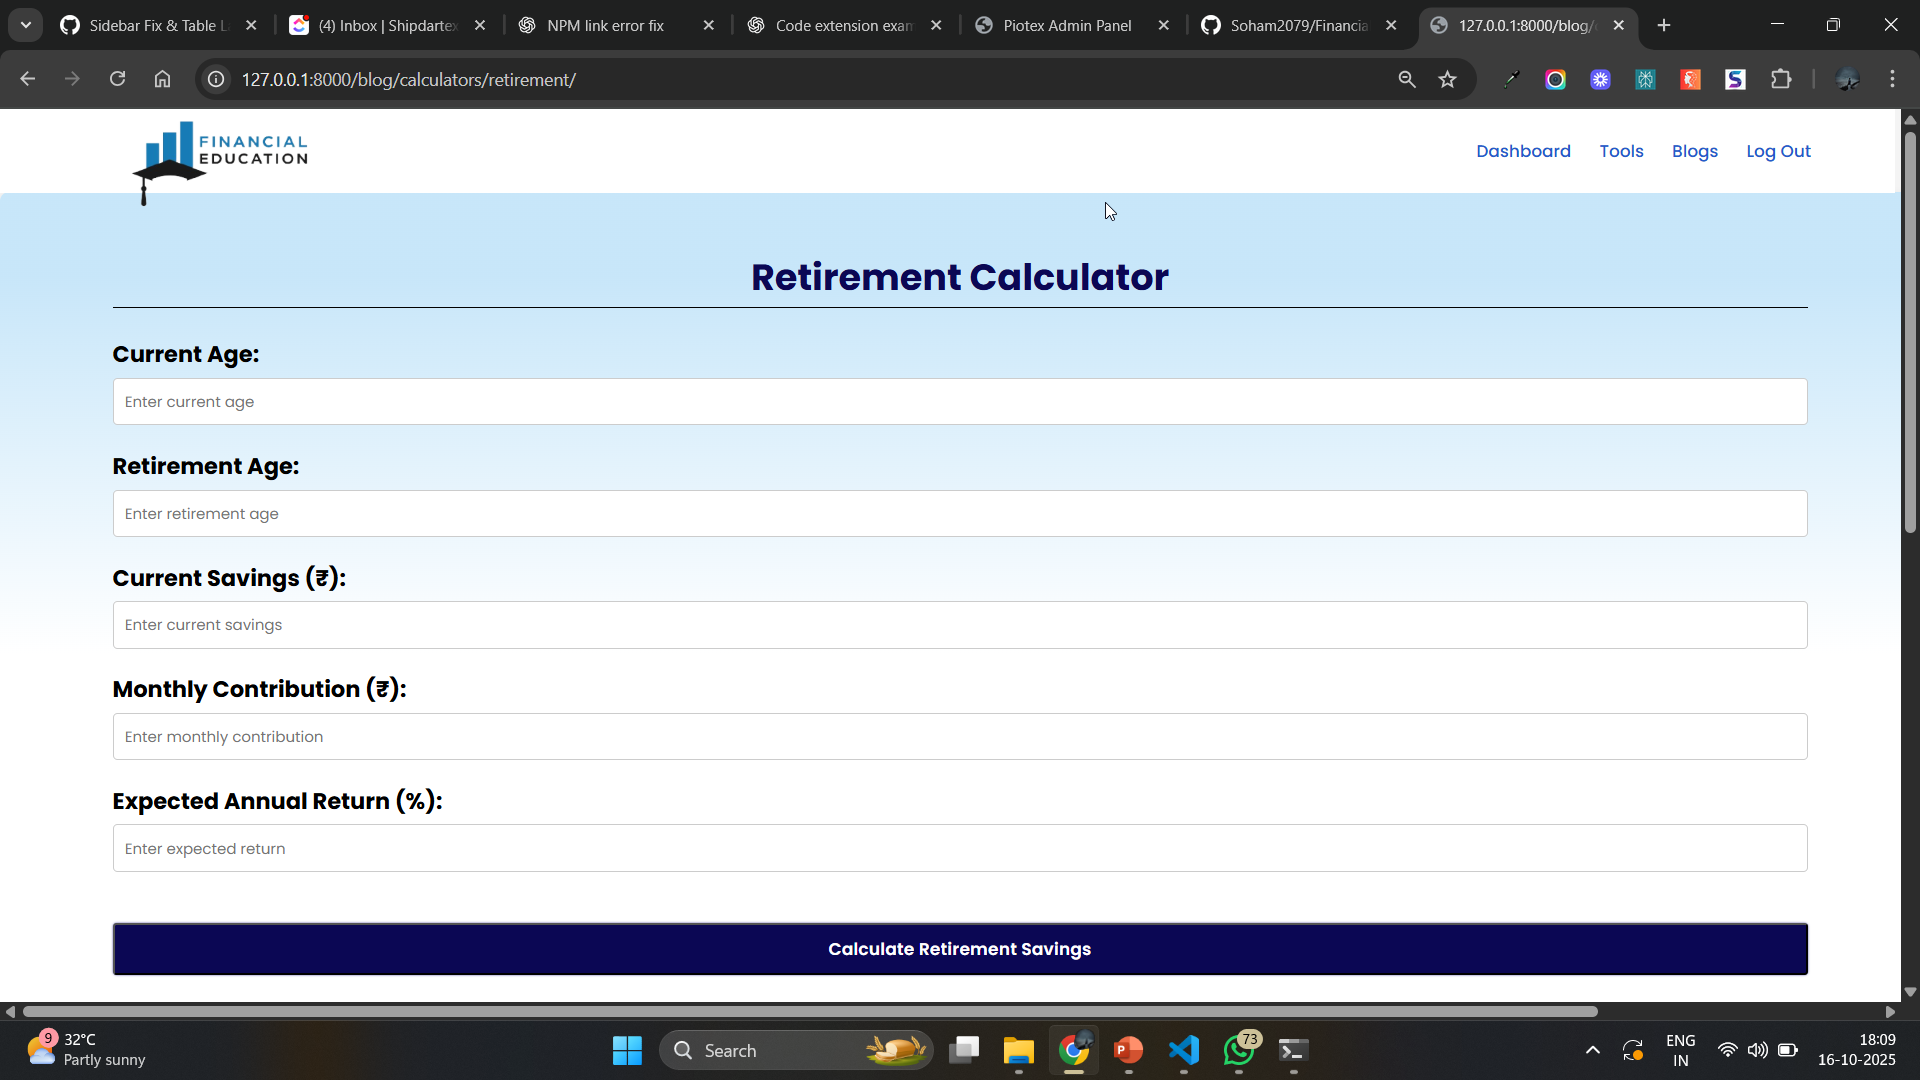 Sidebar Fix & Table L
(4) Inbox | Shipdartex
NPM link error fix
Code extension exam
Piotex Admin Panel
Soham2079/Financia
127.0.0.1:8000/blog/
127.0.0.1:8000/blog/calculators/retirement/
FINANCIAL
EDUCATION
Dashboard Tools Blogs Log Out
Retirement Calculator
Current Age:
Enter current age
Retirement Age:
Enter retirement age
Current Savings (₹):
Enter current savings
Monthly Contribution (₹):
Enter monthly contribution
Expected Annual Return (%):
Enter expected return
Calculate Retirement Savings
9
32°C
Partly sunny
Search
P
73
ENG
IN
18:09
16-10-2025